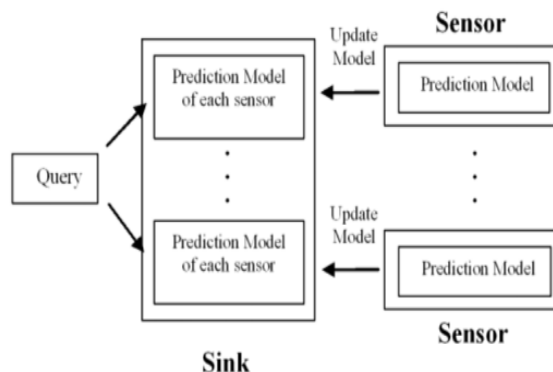 Sensor
Update
Model
Prediction Model
of each sensor
Prediction Model
Query
Update
Model
Prediction Model
of each sensor
Prediction Model
Sensor
Sink